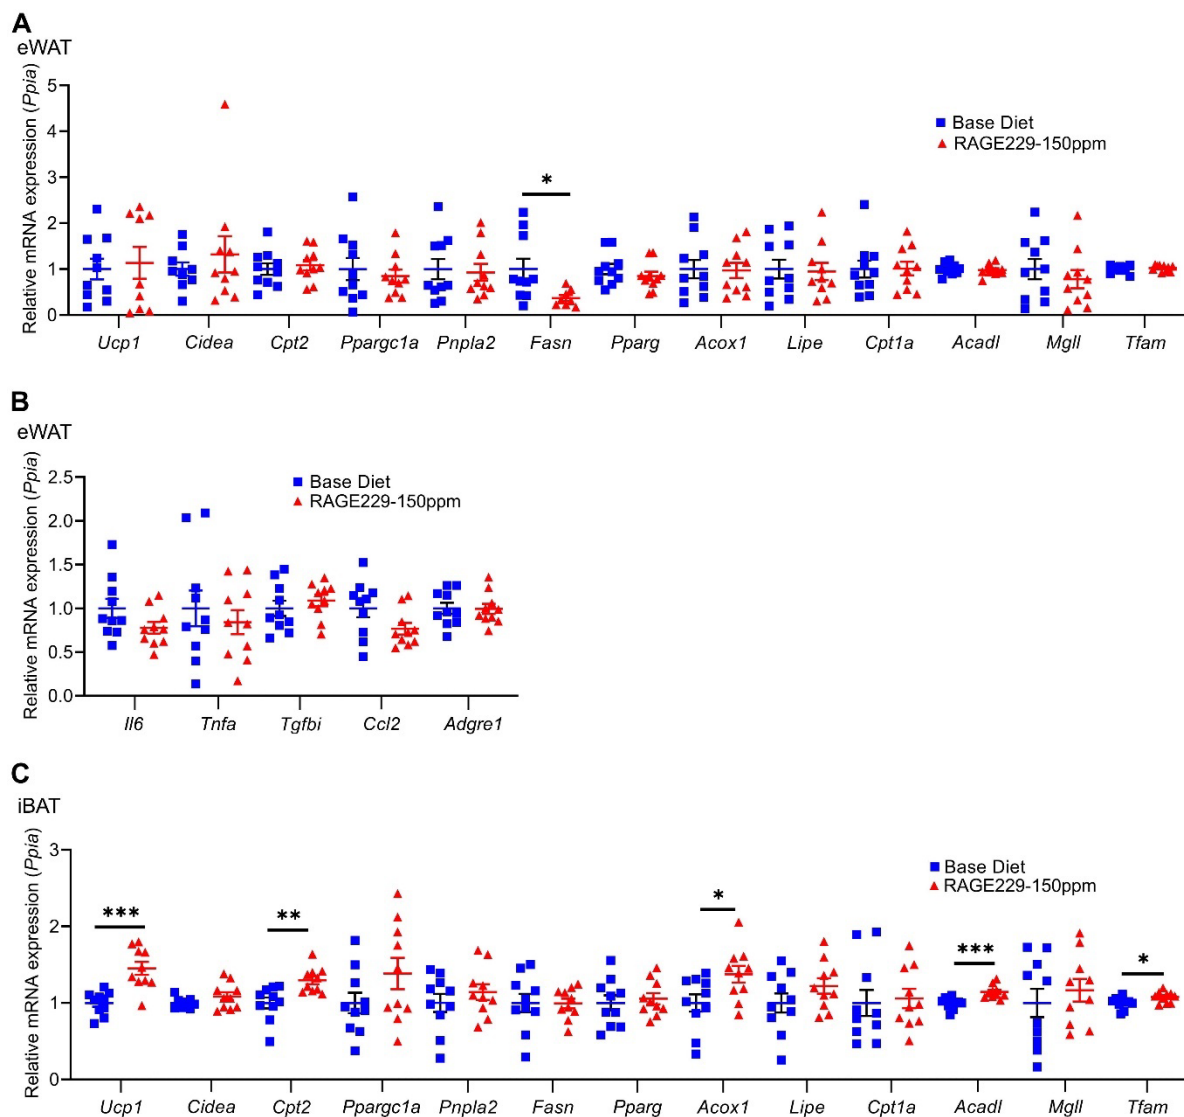 A
eWAT
Relative mRNA expression (Ppia)
5
4
3
2
1
0
*
Base Diet
RAGE229-150ppm
Ucp1 Cidea Cpt2 Ppargc1a Pnpla2 Fasn Pparg Acox1 Lipe Cpt1a Acadl Mgll Tfam
B
eWAT
Relative mRNA expression (Ppia)
2.5
2.0
1.5
1.0
0.5
0.0
Base Diet
RAGE229-150ppm
Il6 Tnfa Tgfbi Ccl2 Adgre1
C
iBAT
Relative mRNA expression (Ppia)
3
2
1
0
*** ** * *** *
Base Diet
RAGE229-150ppm
Ucp1 Cidea Cpt2 Ppargc1a Pnpla2 Fasn Pparg Acox1 Lipe Cpt1a Acadl Mgll Tfam